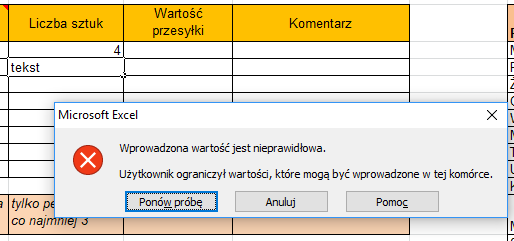 Liczba sztuk
Wartość
przesyłki
Komentarz
4
tekst
Microsoft Excel
Wprowadzona wartość jest nieprawidłowa.
Użytkownik ograniczył wartości, które mogą być wprowadzone w tej komórce.
Ponów próbę
Anuluj
Pomoc
a
tylko pe
co najmniej 3